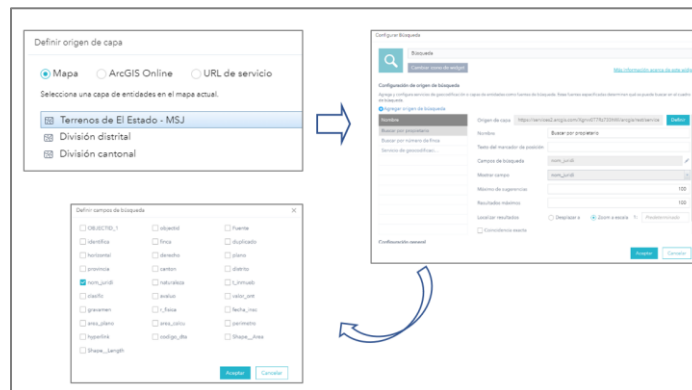 Definir origen de capa
Mapa ArcGIS Online URL de servicio
Selecciona una capa de entidades en el mapa actual.
Terrenos de El Estado - MSJ
División distrital
División cantonal
Configurar Búsqueda
Búsqueda
Cambiar icono de widget
Más información acerca de este widget
Configuración de origen de búsqueda
Agregar origen de búsqueda
Nombre
Buscar por propietario
Buscar por número de finca
Servicio de geocodificac...
Origen de capa Definir
Nombre Buscar por propietario
Texto del marcador de posición
Campos de búsqueda nom_juridi
Mostrar campo nom_juridi
Máximo de sugerencias 100
Resultados máximos 100
Localizar resultados Desplazar a Zoom a escala Predeterminado
Coincidencia exacta
Configuración general
Aceptar Cancelar
Definir campos de búsqueda
OBJECTID_1 objectid fuente
identifica finca duplicado
horizontal derecho plano
provincia canton distrito
nom_juridi naturaleza t_inmueb
clasific avaluo valor_ant
gravamen fecha_insc
area_plano area_calcu perimetro
hyperlink codigo_dta Shape__Area
Shape__Length
Aceptar Cancelar